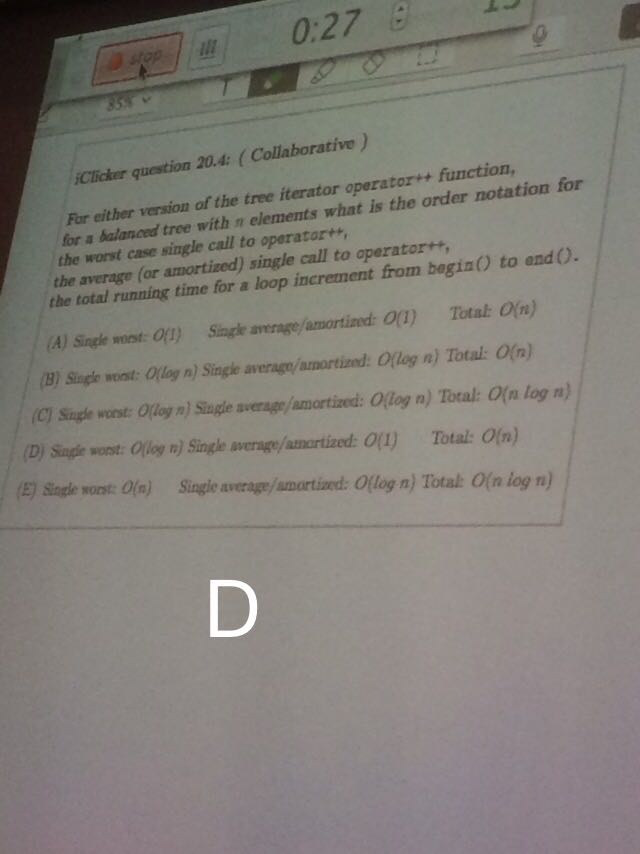 stop
0:27
15
85%
iClicker question 20.4: ( Collaborative )
For either version of the tree iterator operator++ function,
for a balanced tree with n elements what is the order notation for
the worst case single call to operator++,
the average (or amortized) single call to operator++,
the total running time for a loop increment from begin() to end().
(A) Single worst: O(1) Single average/amortized: O(1) Total: O(n)
(B) Single worst: O(log n) Single average/amortized: O(log n) Total: O(n)
(C) Single worst: O(log n) Single average/amortized: O(log n) Total: O(n log n)
(D) Single worst: O(log n) Single average/amortized: O(1) Total: O(n)
(E) Single worst: O(n) Single average/amortized: O(log n) Total: O(n log n)
D